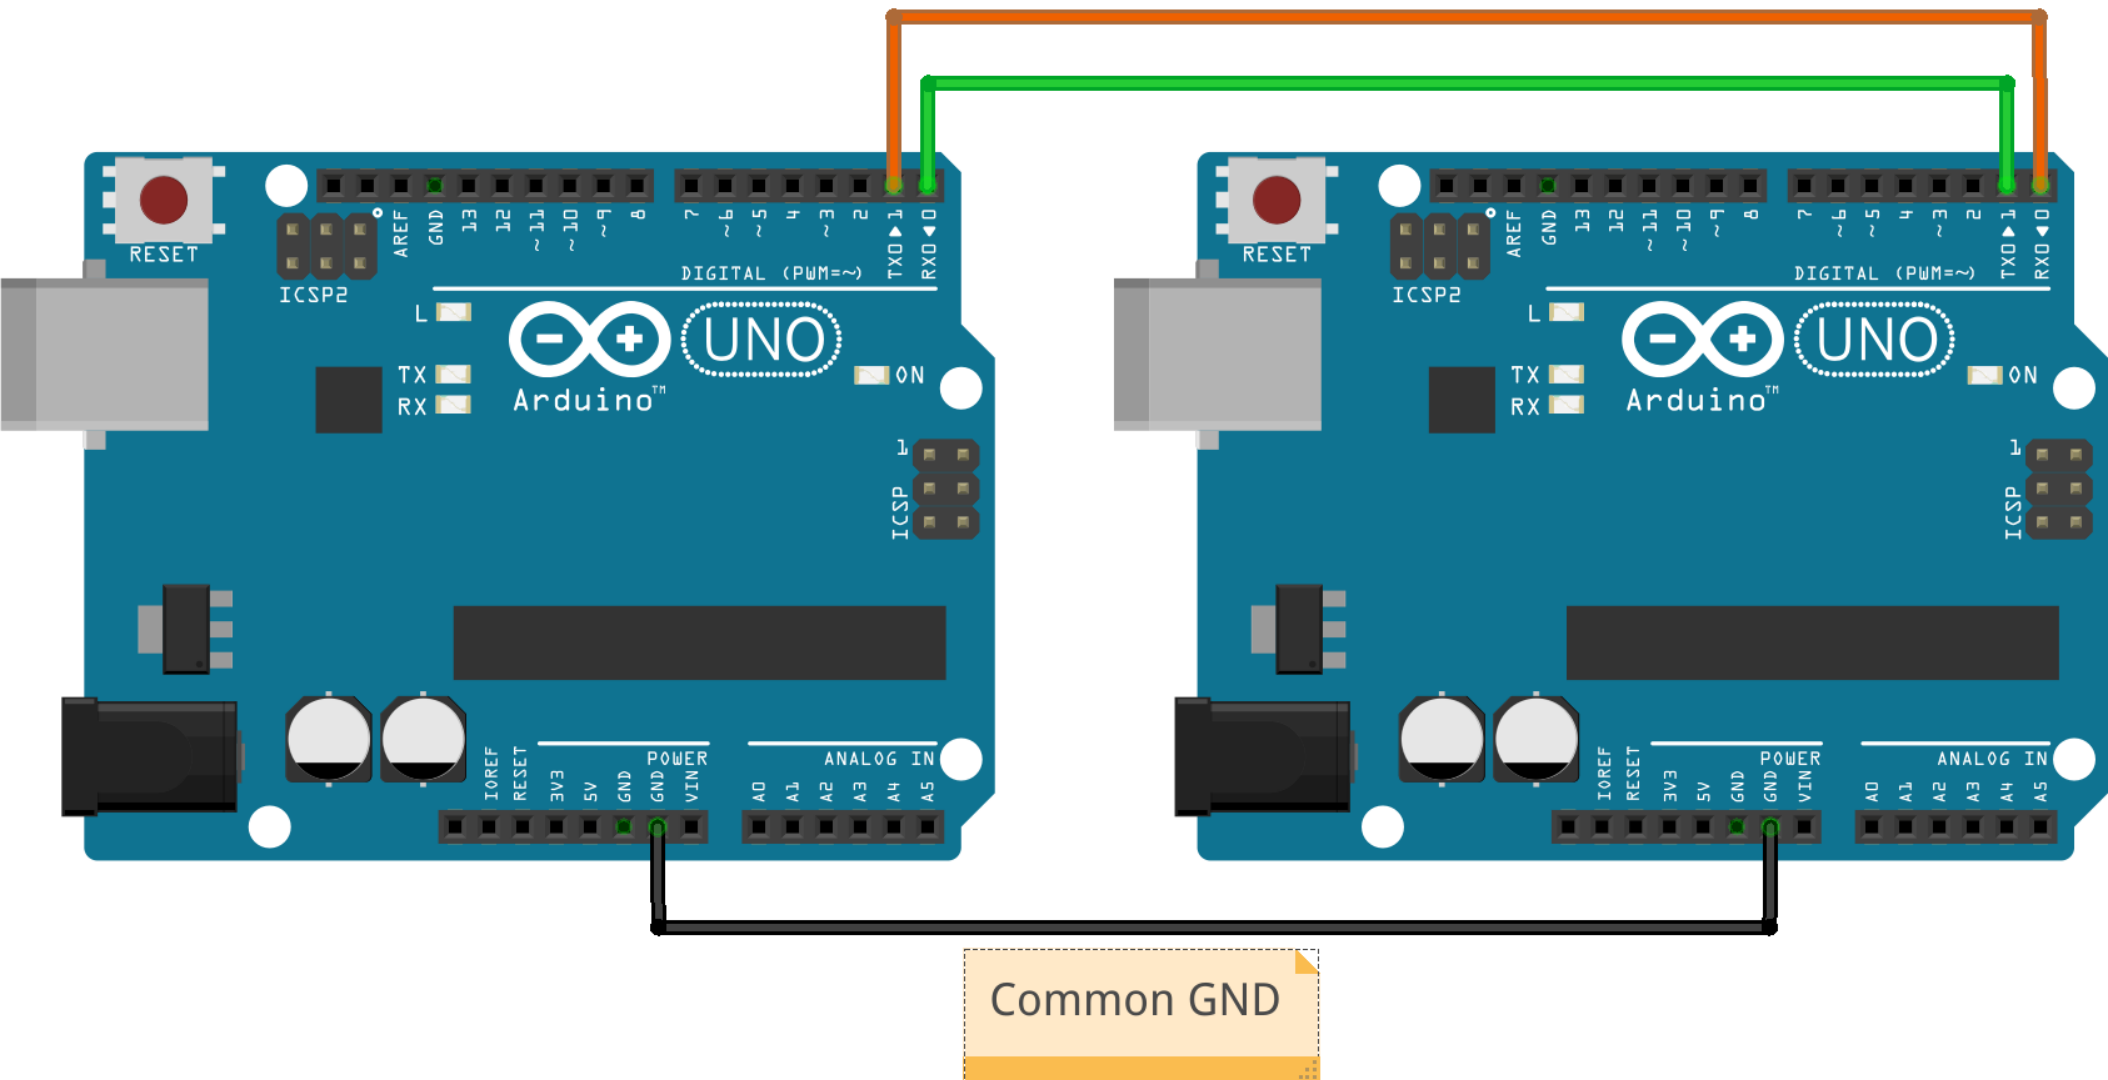 RESET
ICSP2
AREF
GND
13
12
~11
~10
~9
8
7
~6
~5
4
~3
2
TX0▶1
RX0◀0
DIGITAL (PWM=~)
L
TX
RX
UNO
Arduino™
ON
1
ICSP
IOREF
RESET
3V3
5V
GND
GND
VIN
POWER
ANALOG IN
A0
A1
A2
A3
A4
A5
RESET
ICSP2
AREF
GND
13
12
~11
~10
~9
8
7
~6
~5
4
~3
2
TX0▶1
RX0◀0
DIGITAL (PWM=~)
L
TX
RX
UNO
Arduino™
ON
1
ICSP
IOREF
RESET
3V3
5V
GND
GND
VIN
POWER
ANALOG IN
A0
A1
A2
A3
A4
A5
Common GND